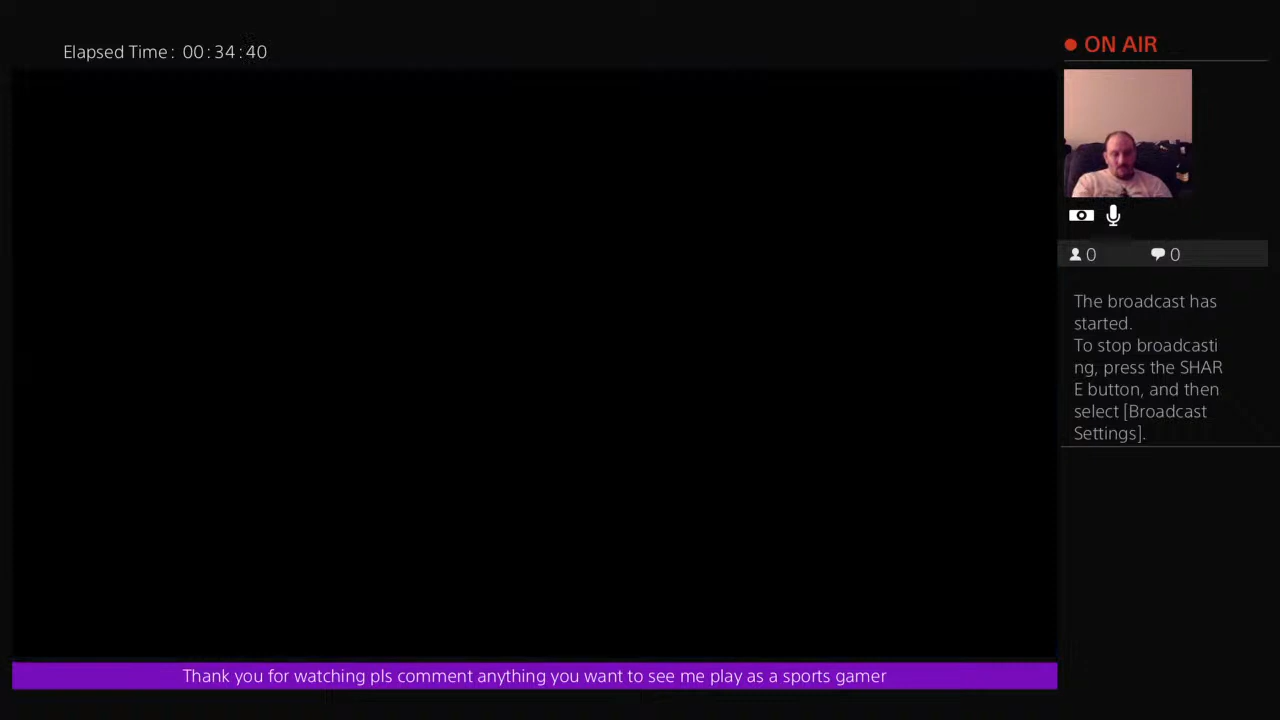 Elapsed Time: 00:34:40
ON AIR
0 0
The broadcast has
started.
To stop broadcasti
ng, press the SHAR
E button, and then
select [Broadcast
Settings].
Thank you for watching pls comment anything you want to see me play as a sports gamer